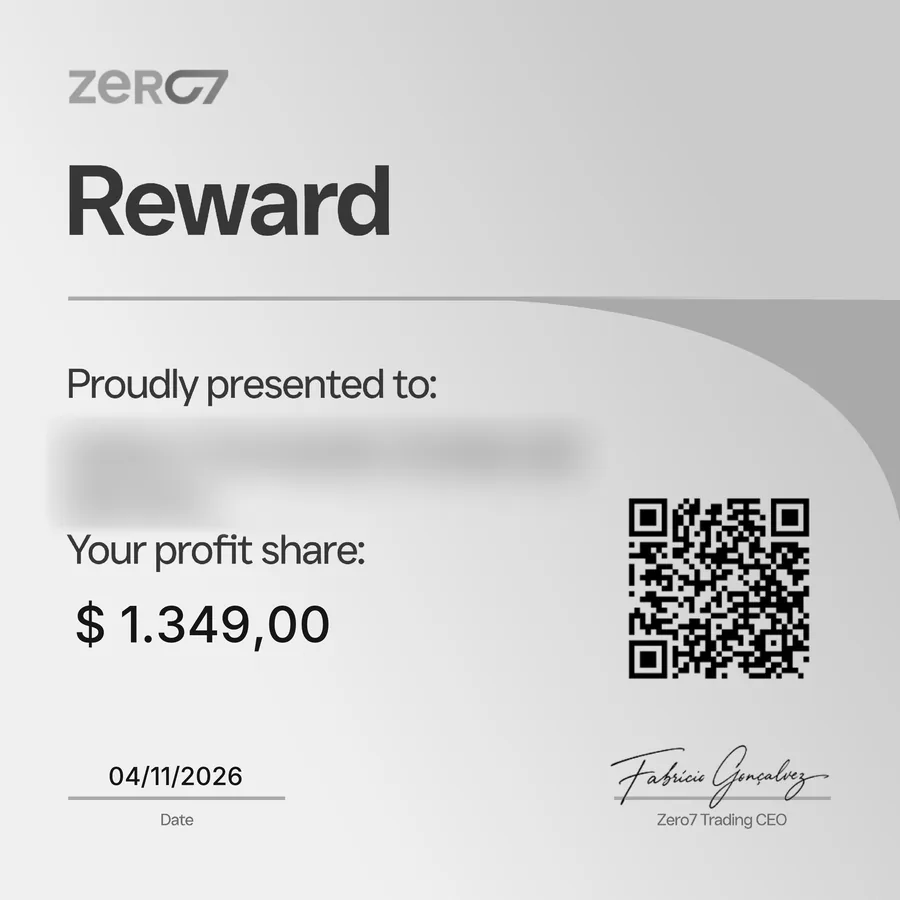 zero7
Reward
Proudly presented to:
Your profit share:
$ 1.349,00
04/11/2026
Date
Fabrício Gonçalvez
Zero7 Trading CEO